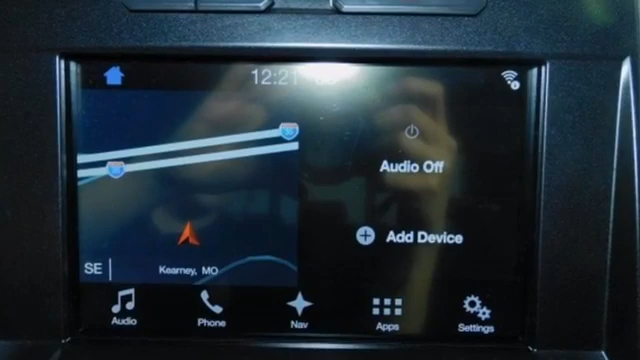 12:21
Audio Off
Add Device
SE
Kearney, MO
Audio
Phone
Nav
Apps
Settings